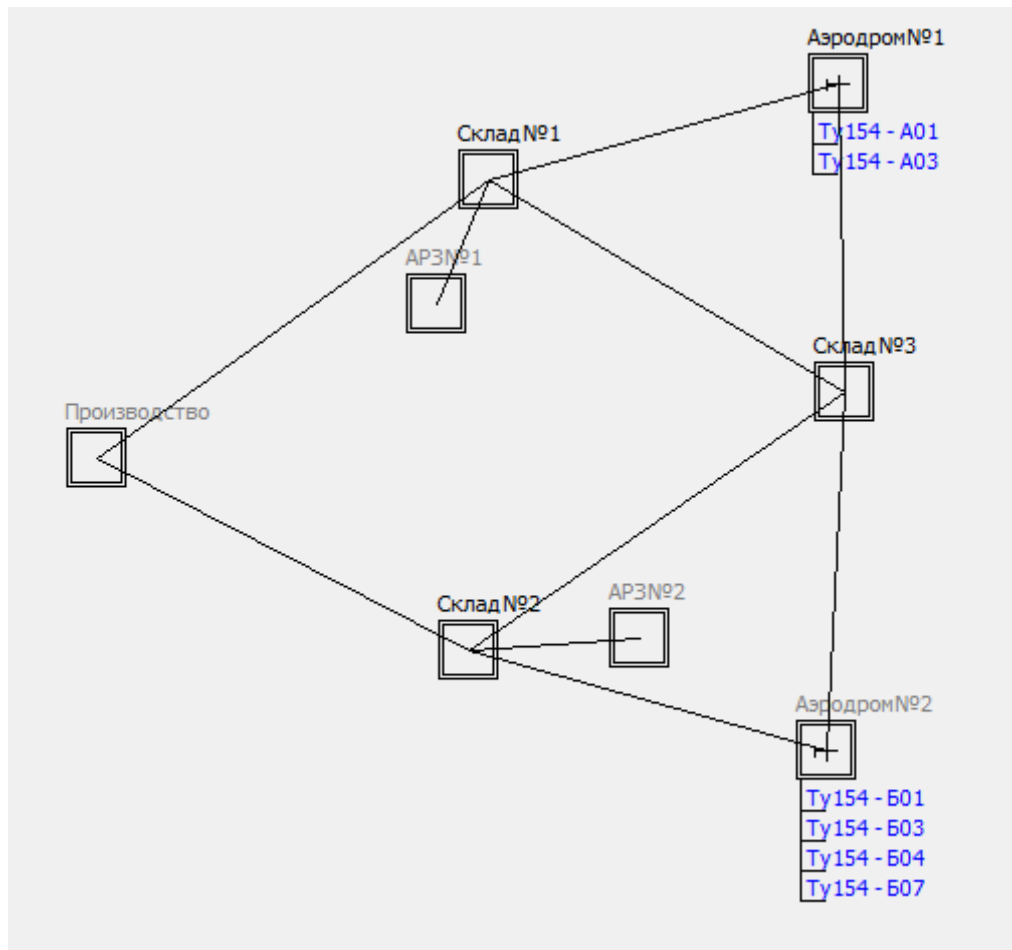 Аэродром№1
Ту154 - А01
Ту154 - А03
Склад№1
АРЗ№1
Склад№3
Производство
Склад№2
АРЗ№2
Аэродром№2
Ту154 - Б01
Ту154 - Б03
Ту154 - Б04
Ту154 - Б07